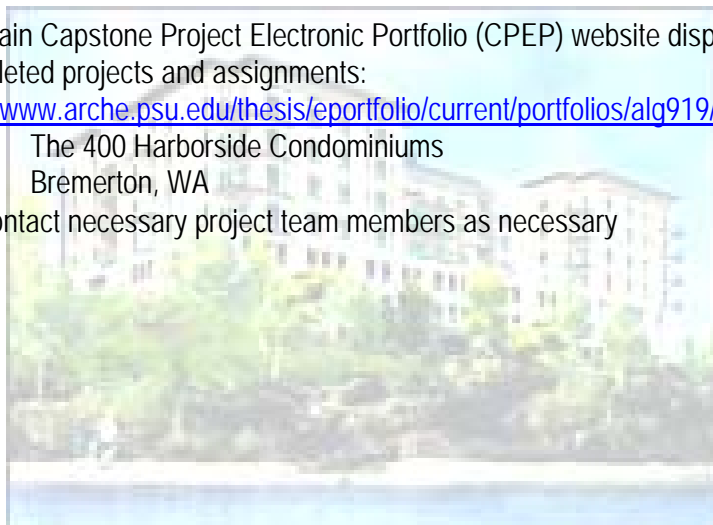 ain Capstone Project Electronic Portfolio (CPEP) website disp
leted projects and assignments:
www.arche.psu.edu/thesis/eportfolio/current/portfolios/alg919/
The 400 Harborside Condominiums
Bremerton, WA
ontact necessary project team members as necessary